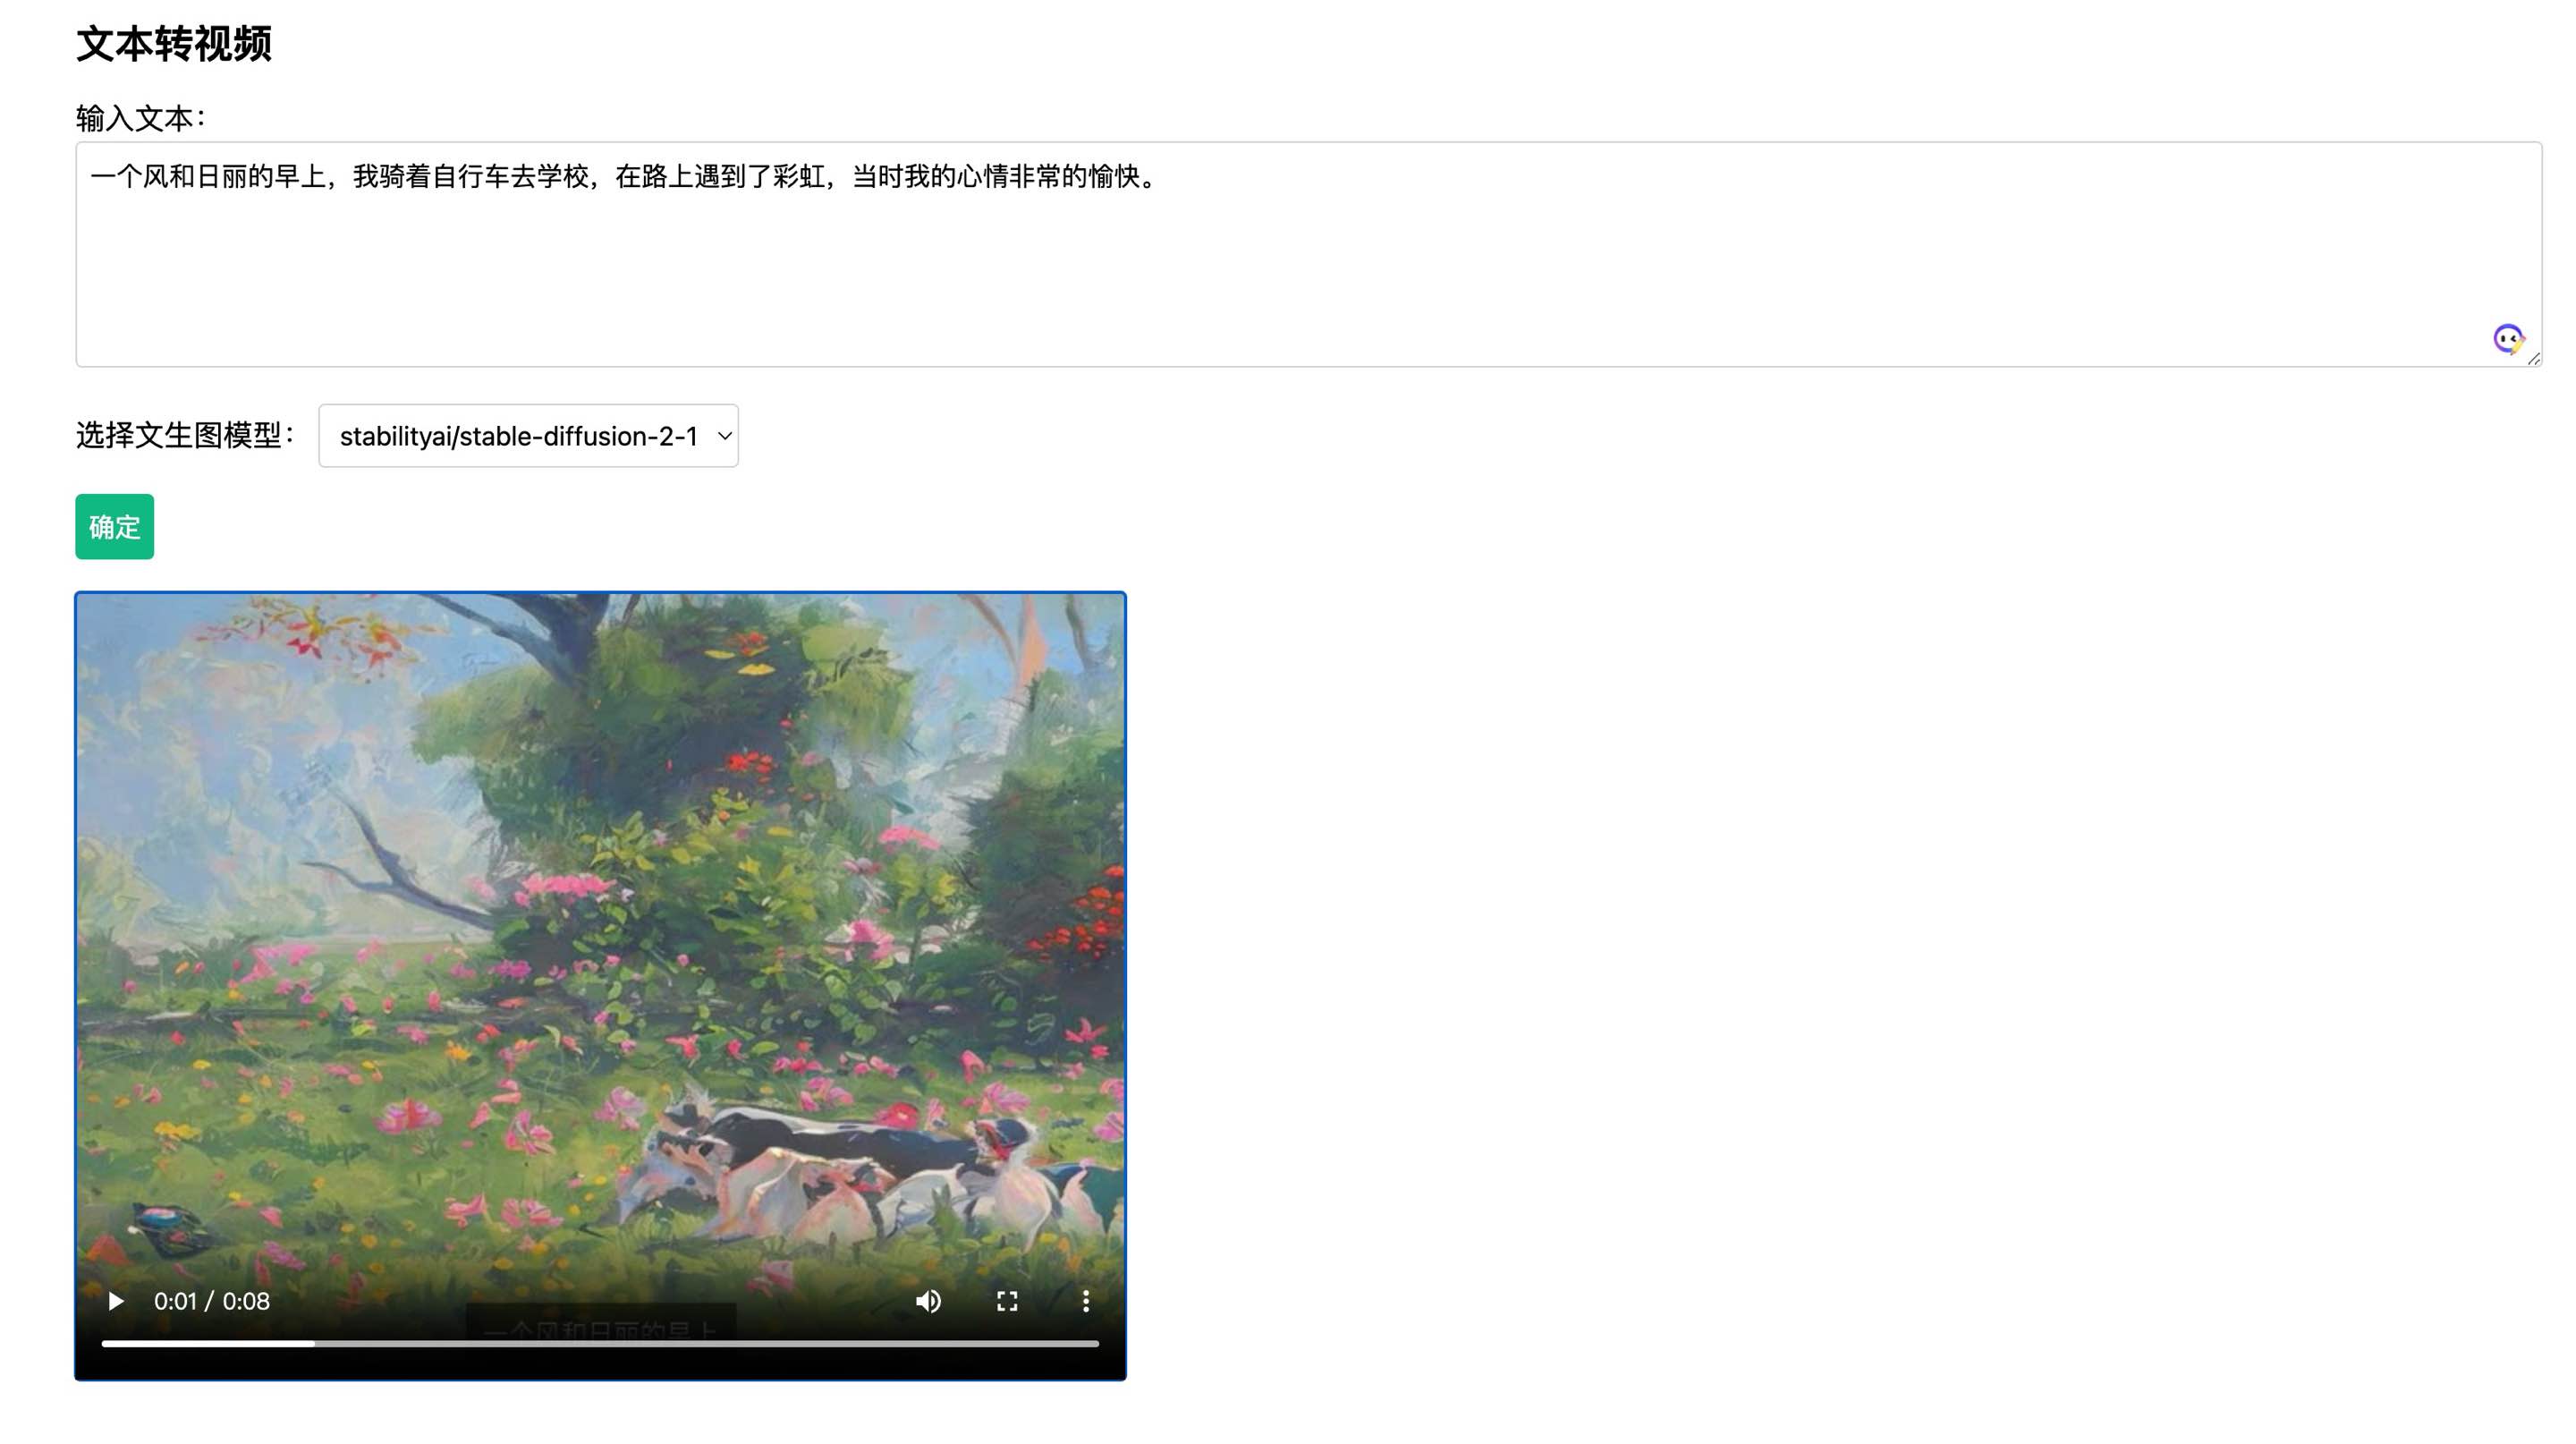 文本转视频
输入文本：
一个风和日丽的早上，我骑着自行车去学校，在路上遇到了彩虹，当时我的心情非常的愉快。
选择文生图模型：
stabilityai/stable-diffusion-2-1
确定
0:01 / 0:08
一个风和日丽的早上